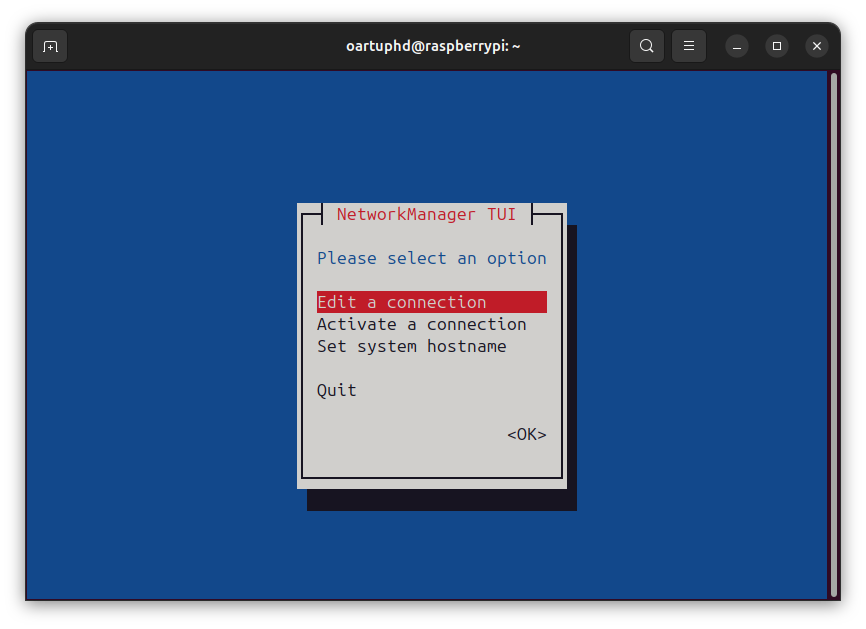 oartuphd@raspberrypi: ~
NetworkManager TUI
Please select an option
Edit a connection
Activate a connection
Set system hostname
Quit
<OK>